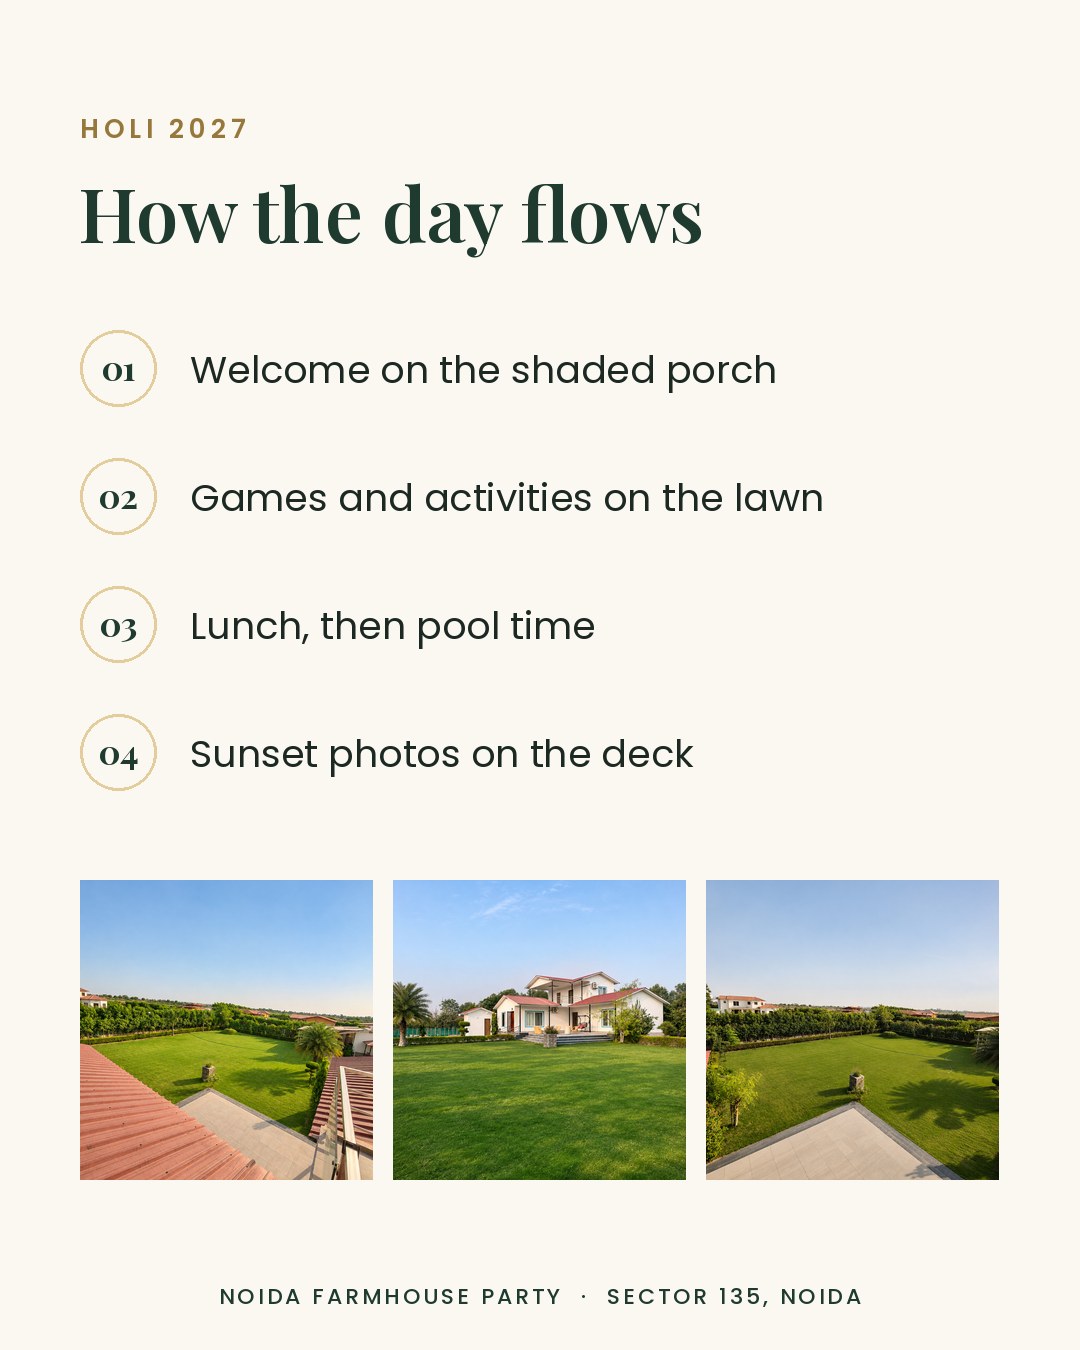 HOLI 2027
How the day flows
01 Welcome on the shaded porch
02 Games and activities on the lawn
03 Lunch, then pool time
04 Sunset photos on the deck
NOIDA FARMHOUSE PARTY · SECTOR 135, NOIDA